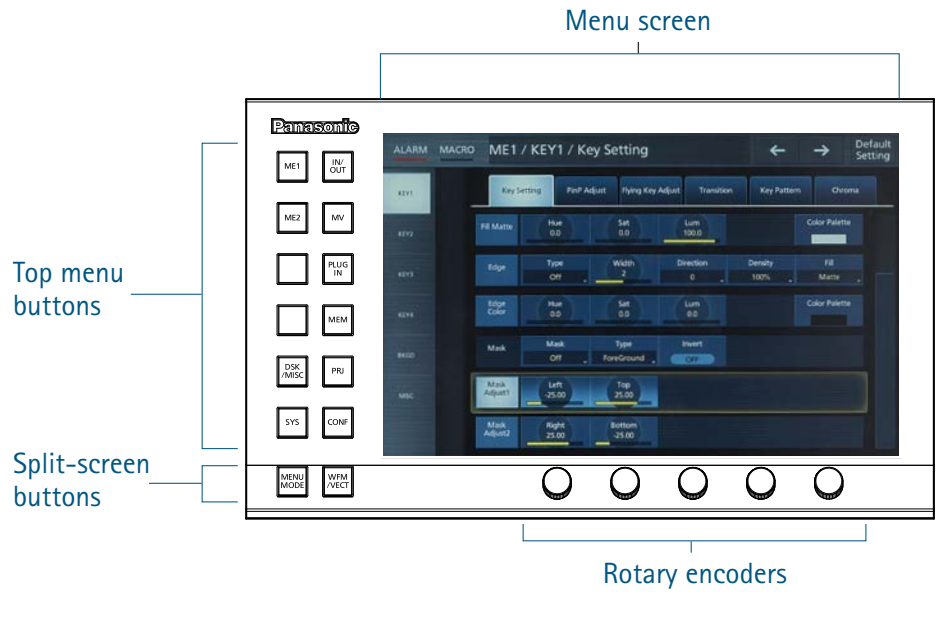 Menu screen
Panasonic
ALARM MACRO ME1 / KEY1 / Key Setting ← → Default
Setting
ME1 IN/
OUT
KEY1 Key Setting PinP Adjust Flying Key Adjust Transition Key Pattern Chroma
ME2 MV
KEY2 Fill Matte Hue Sat Lum Color Palette
0.0 0.0 100.0
Top menu
buttons
PLUG
IN
KEY3 Edge Type Width Direction Density Fill
Off 2 0 100% Matte
MEM
KEY4 Edge
Color Hue Sat Lum Color Palette
0.0 0.0 0.0
DSK
/MISC PRJ
BKGD Mask Mask Type Invert
Off ForeGround OFF
MISC Mask
Adjust1 Left Top
-25.00 25.00
SYS CONF
Mask
Adjust2 Right Bottom
25.00 -25.00
Split-screen
buttons
MENU
MODE WFM
/VECT
Rotary encoders